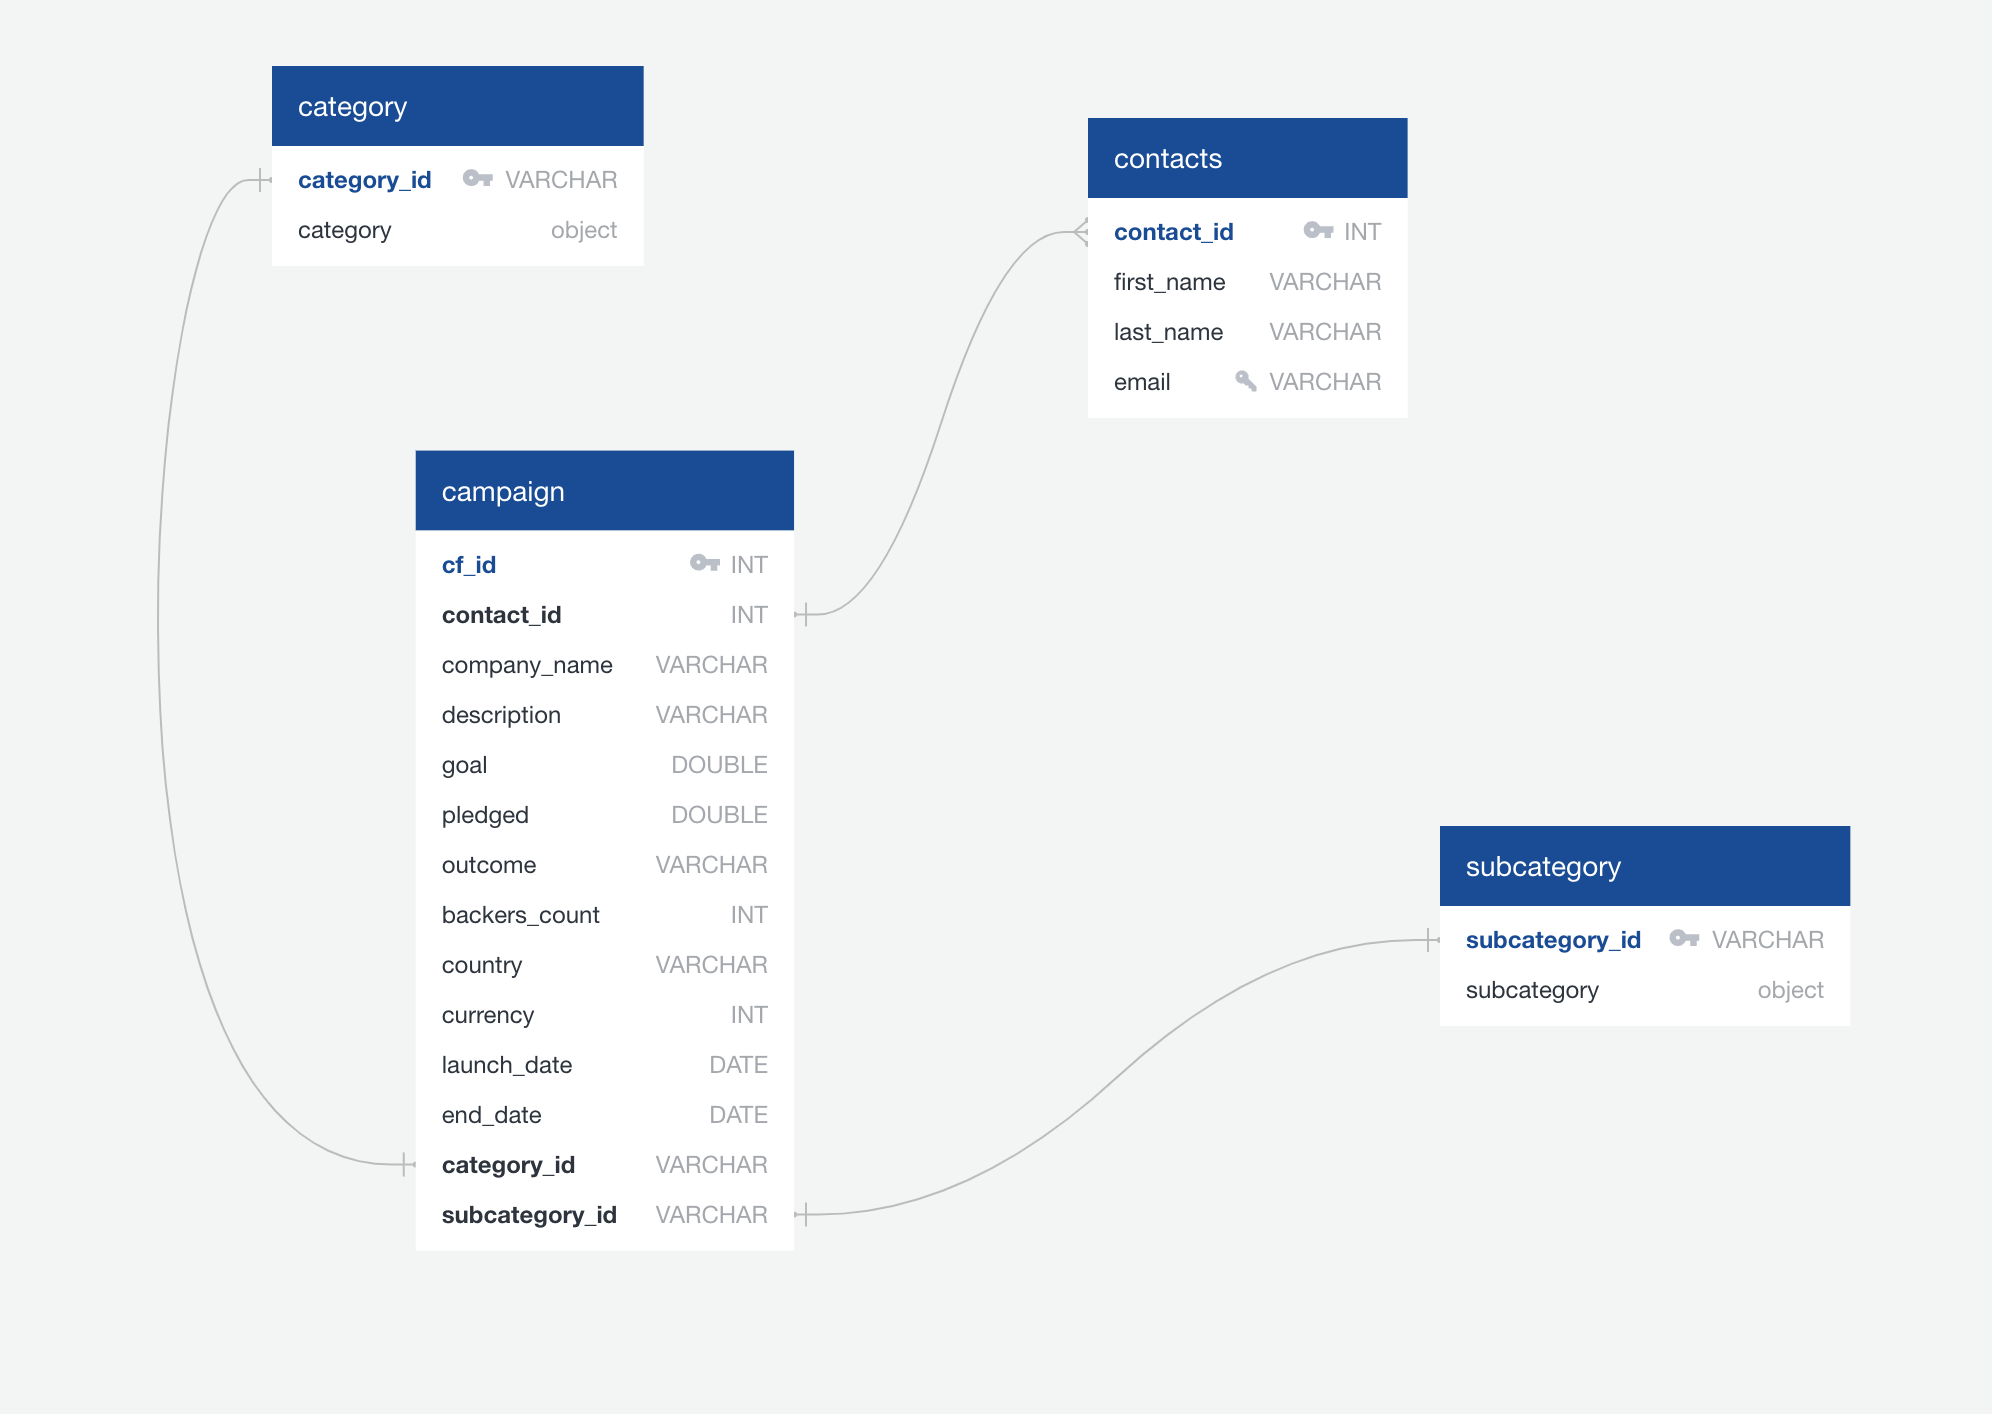 category
category_id VARCHAR
category object
contacts
contact_id INT
first_name VARCHAR
last_name VARCHAR
email VARCHAR
campaign
cf_id INT
contact_id INT
company_name VARCHAR
description VARCHAR
goal DOUBLE
pledged DOUBLE
outcome VARCHAR
backers_count INT
country VARCHAR
currency INT
launch_date DATE
end_date DATE
category_id VARCHAR
subcategory_id VARCHAR
subcategory
subcategory_id VARCHAR
subcategory object